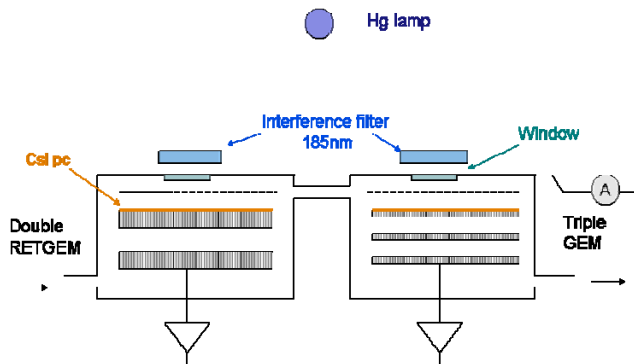 Hg lamp
Interference filter
185nm
Window
CsI pc
A
Double
RETGEM
Triple
GEM